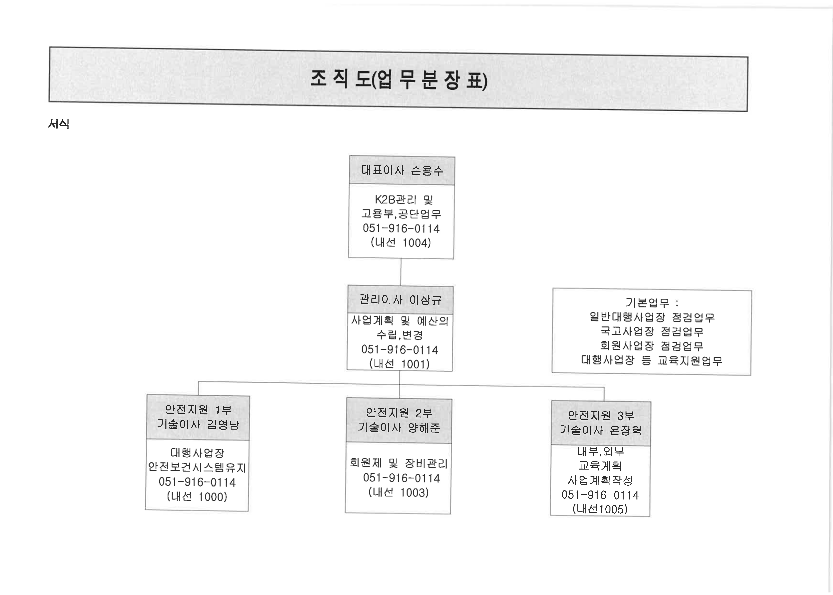 조 직 도(업 무 분 장 표)
서식
대표이사 손용수
K2B관리 및
고용부,공단업무
051-916-0114
(내선 1004)
관리이사 이상규
사업계획 및 예산의
수립,변경
051-916-0114
(내선 1001)
기본업무 :
일반대행사업장 점검업무
국고사업장 점검업무
회원사업장 점검업무
대행사업장 등 교육지원업무
안전지원 1부
기술이사 김영남
대행사업장
안전보건시스템유지
051-916-0114
(내선 1000)
안전지원 2부
기술이사 양해준
회원제 및 장비관리
051-916-0114
(내선 1003)
안전지원 3부
기술이사 윤장혁
내부,외부
교육계획
사업계획작성
051-916 0114
(내선1005)